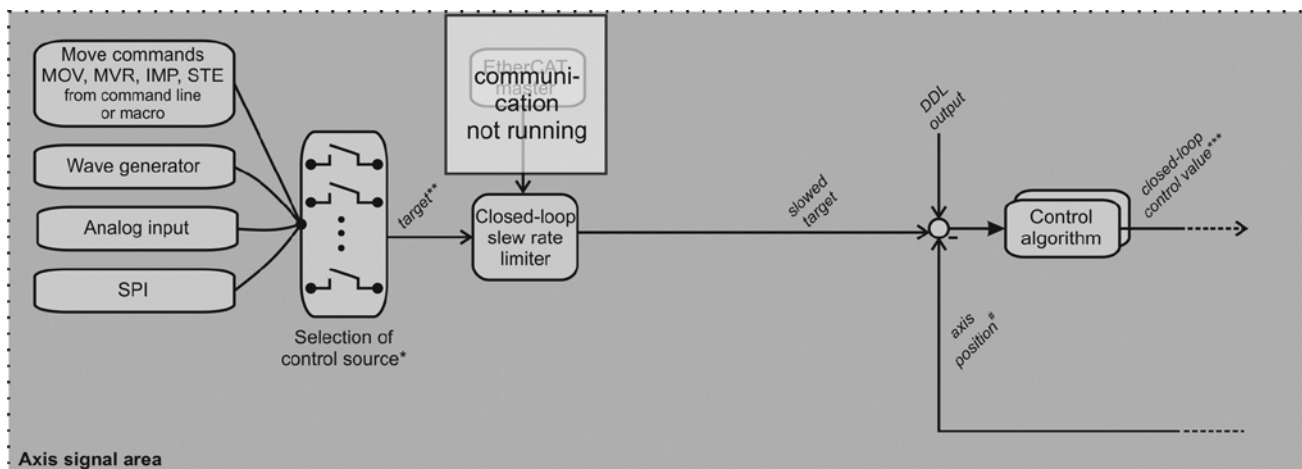 Move commands
MOV, MVR, IMP, STE
from command line
or macro
Wave generator
Analog input
SPI
Selection of
control source*
target**
EtherCAT
master
communi-
cation
not running
Closed-loop
slew rate
limiter
slowed
target
DDL
output
-
axis
position#
Control
algorithm
closed-loop
control value***
Axis signal area